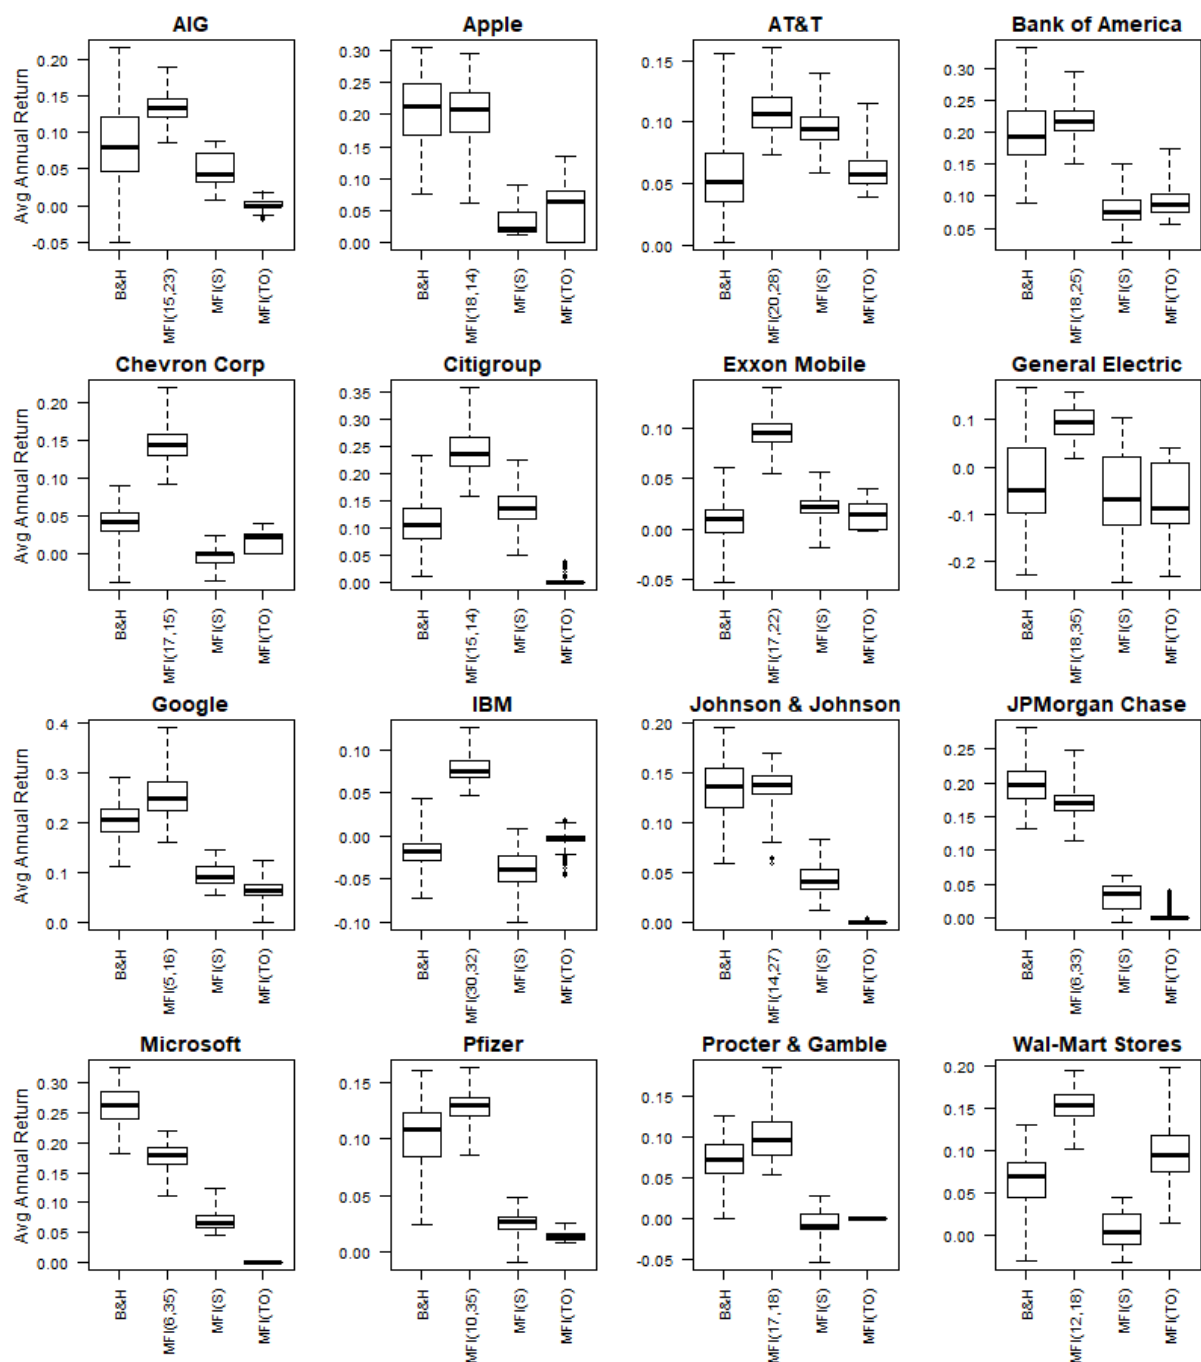 AIG
Apple
AT&T
Bank of America
Avg Annual Return
0.20
0.15
0.10
0.05
0.00
-0.05
B&H
MFI(15,23)
MFI(S)
MFI(TO)
0.30
0.25
0.20
0.15
0.10
0.05
0.00
B&H
MFI(18,14)
MFI(S)
MFI(TO)
0.15
0.10
0.05
0.00
B&H
MFI(20,28)
MFI(S)
MFI(TO)
0.30
0.25
0.20
0.15
0.10
0.05
B&H
MFI(18,25)
MFI(S)
MFI(TO)
Chevron Corp
Citigroup
Exxon Mobile
General Electric
Avg Annual Return
0.20
0.15
0.10
0.05
0.00
B&H
MFI(17,15)
MFI(S)
MFI(TO)
0.35
0.30
0.25
0.20
0.15
0.10
0.05
0.00
B&H
MFI(15,14)
MFI(S)
MFI(TO)
0.10
0.05
0.00
-0.05
B&H
MFI(17,22)
MFI(S)
MFI(TO)
0.1
0.0
-0.1
-0.2
B&H
MFI(18,35)
MFI(S)
MFI(TO)
Google
IBM
Johnson & Johnson
JPMorgan Chase
Avg Annual Return
0.4
0.3
0.2
0.1
0.0
B&H
MFI(5,16)
MFI(S)
MFI(TO)
0.10
0.05
0.00
-0.05
-0.10
B&H
MFI(30,32)
MFI(S)
MFI(TO)
0.20
0.15
0.10
0.05
0.00
B&H
MFI(14,27)
MFI(S)
MFI(TO)
0.25
0.20
0.15
0.10
0.05
0.00
B&H
MFI(6,33)
MFI(S)
MFI(TO)
Microsoft
Pfizer
Procter & Gamble
Wal-Mart Stores
Avg Annual Return
0.30
0.25
0.20
0.15
0.10
0.05
0.00
B&H
MFI(6,35)
MFI(S)
MFI(TO)
0.15
0.10
0.05
0.00
B&H
MFI(10,35)
MFI(S)
MFI(TO)
0.15
0.10
0.05
0.00
-0.05
B&H
MFI(17,18)
MFI(S)
MFI(TO)
0.20
0.15
0.10
0.05
0.00
B&H
MFI(12,18)
MFI(S)
MFI(TO)